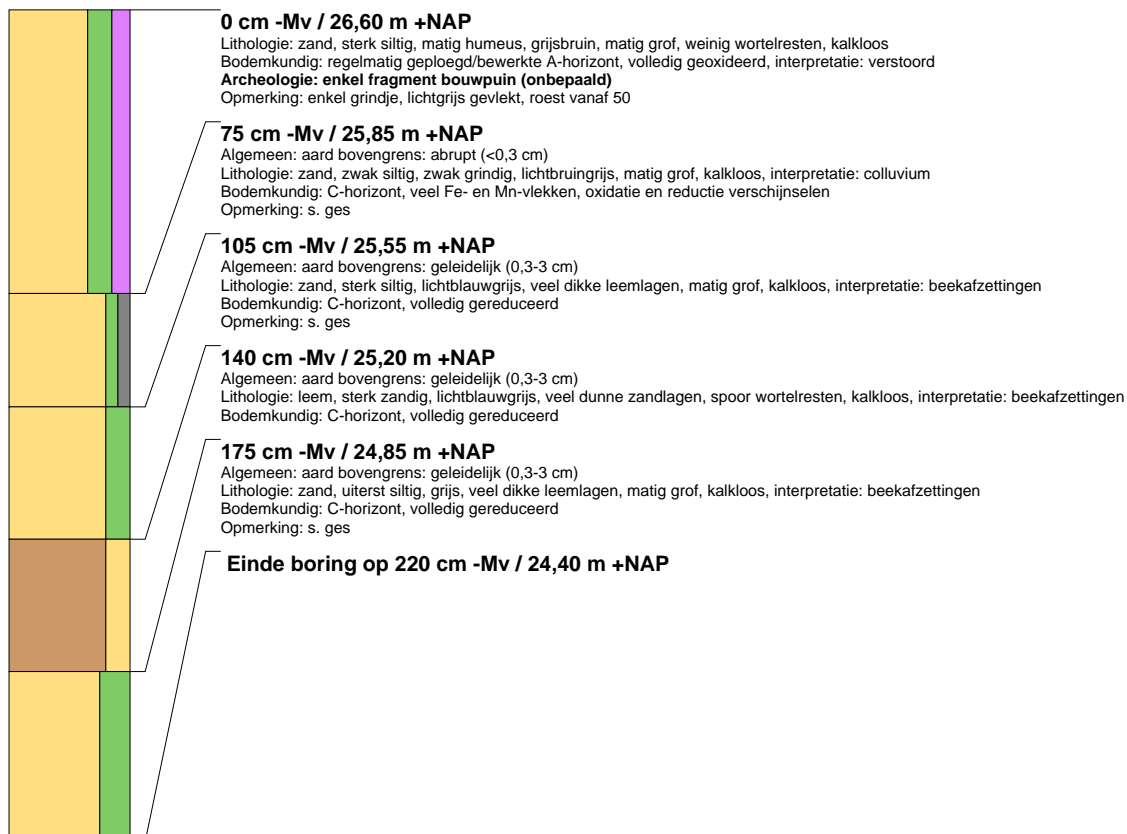 0 cm -Mv / 26,60 m +NAP
Lithologie: zand, sterk siltig, matig humeus, grijsbruin, matig grof, weinig wortelresten, kalkloos
Bodemkundig: regelmatig geploegd/bewerkte A-horizont, volledig geoxideerd, interpretatie: verstoord
Archeologie: enkel fragment bouwpuin (onbepaald)
Opmerking: enkel grindje, lichtgrijs gevlekt, roest vanaf 50
75 cm -Mv / 25,85 m +NAP
Algemeen: aard bovengrens: abrupt (<0,3 cm)
Lithologie: zand, zwak siltig, zwak grindig, lichtbruingrijs, matig grof, kalkloos, interpretatie: colluvium
Bodemkundig: C-horizont, veel Fe- en Mn-vlekken, oxidatie en reductie verschijnselen
Opmerking: s. ges
105 cm -Mv / 25,55 m +NAP
Algemeen: aard bovengrens: geleidelijk (0,3-3 cm)
Lithologie: zand, sterk siltig, lichtblauwgrijs, veel dikke leemlagen, matig grof, kalkloos, interpretatie: beekafzettingen
Bodemkundig: C-horizont, volledig gereduceerd
Opmerking: s. ges
140 cm -Mv / 25,20 m +NAP
Algemeen: aard bovengrens: geleidelijk (0,3-3 cm)
Lithologie: leem, sterk zandig, lichtblauwgrijs, veel dunne zandlagen, spoor wortelresten, kalkloos, interpretatie: beekafzettingen
Bodemkundig: C-horizont, volledig gereduceerd
175 cm -Mv / 24,85 m +NAP
Algemeen: aard bovengrens: geleidelijk (0,3-3 cm)
Lithologie: zand, uiterst siltig, grijs, veel dikke leemlagen, matig grof, kalkloos, interpretatie: beekafzettingen
Bodemkundig: C-horizont, volledig gereduceerd
Opmerking: s. ges
Einde boring op 220 cm -Mv / 24,40 m +NAP